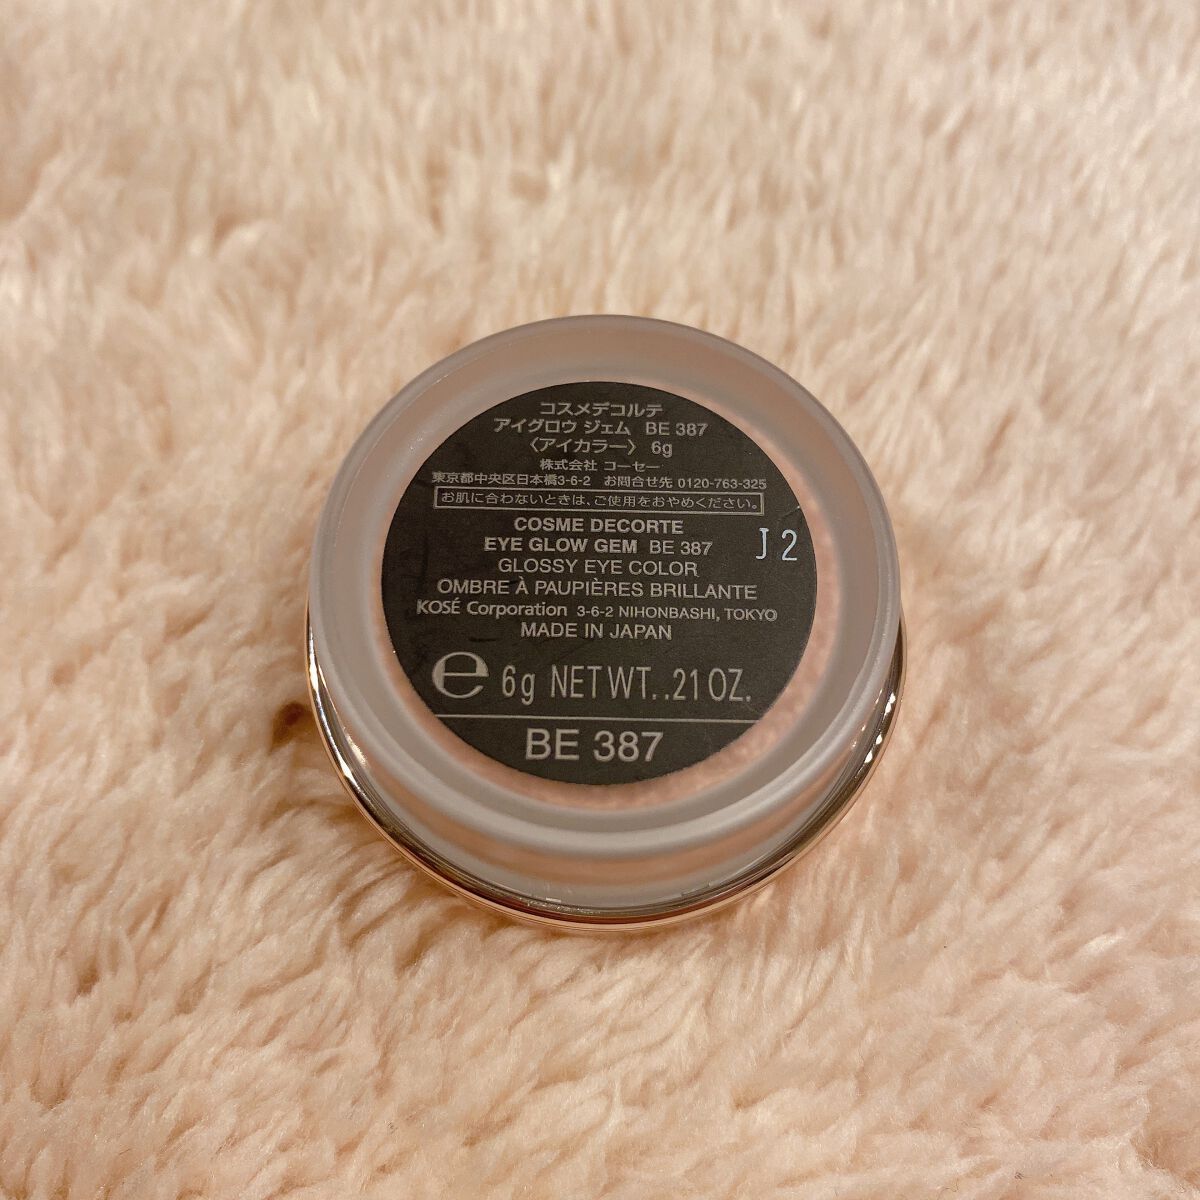 コスメデコルテ
アイグロウ ジェム BE 387
〈アイカラー〉 6g
株式会社 コーセー
東京都中央区日本橋3-6-2 お問合せ先 0120-763-325
お肌に合わないときは、ご使用をおやめください。
COSME DECORTE
EYE GLOW GEM BE 387
J2
GLOSSY EYE COLOR
OMBRE À PAUPIÈRES BRILLANTE
KOSÉ Corporation 3-6-2 NIHONBASHI, TOKYO
MADE IN JAPAN
℮ 6g NET WT. .21 OZ.
BE 387